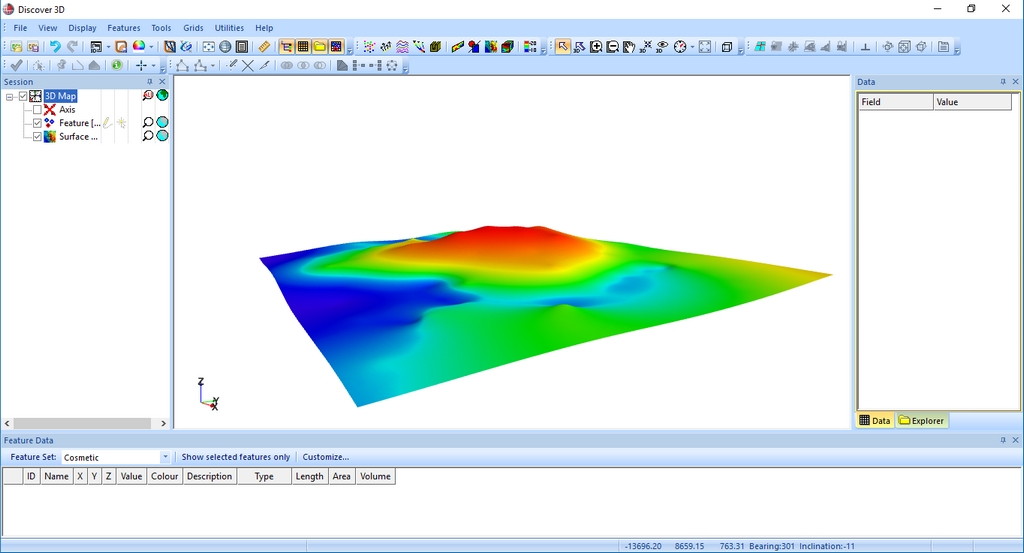 Discover 3D
File View Display Features Tools Grids Utilities Help
Session
3D Map
Axis
Feature [...
Surface ...
Z
Y
X
Data
Field Value
Data Explorer
Feature Data
Feature Set: Cosmetic Show selected features only Customize...
ID Name X Y Z Value Colour Description Type Length Area Volume
-13696.20 8659.15 763.31 Bearing:301 Inclination:-11